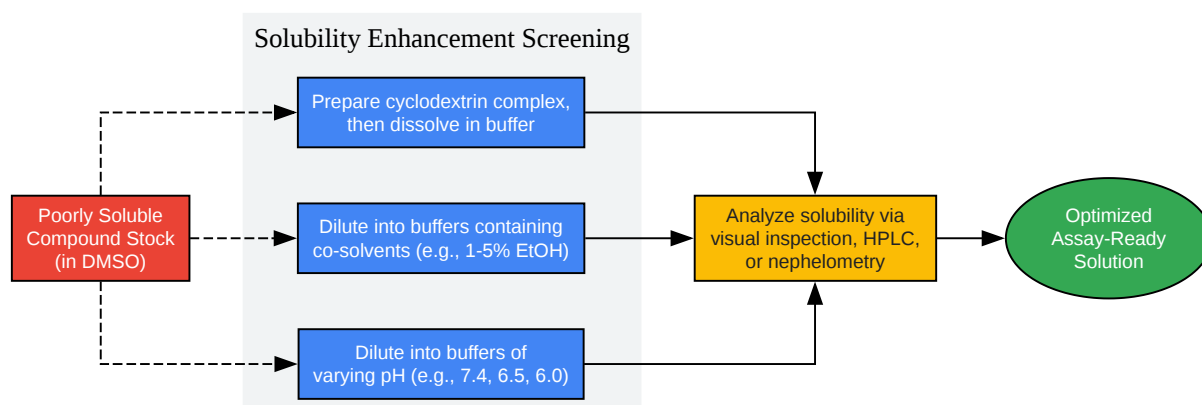 Solubility Enhancement Screening
Prepare cyclodextrin complex,
then dissolve in buffer
Poorly Soluble
Compound Stock
(in DMSO)
Dilute into buffers containing
co-solvents (e.g., 1-5% EtOH)
Analyze solubility via
visual inspection, HPLC,
or nephelometry
Optimized
Assay-Ready
Solution
Dilute into buffers of
varying pH (e.g., 7.4, 6.5, 6.0)